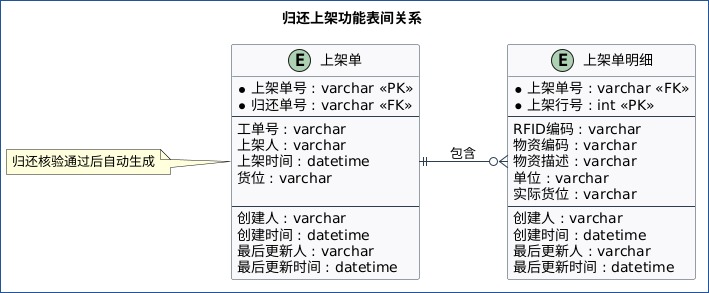 归还上架功能表间关系
E 上架单
* 上架单号 : varchar «PK»
* 归还单号 : varchar «FK»
工单号 : varchar
上架人 : varchar
上架时间 : datetime
货位 : varchar
创建人 : varchar
创建时间 : datetime
最后更新人 : varchar
最后更新时间 : datetime
归还核验通过后自动生成
包含
E 上架单明细
* 上架单号 : varchar «FK»
* 上架行号 : int «PK»
RFID编码 : varchar
物资编码 : varchar
物资描述 : varchar
单位 : varchar
实际货位 : varchar
创建人 : varchar
创建时间 : datetime
最后更新人 : varchar
最后更新时间 : datetime